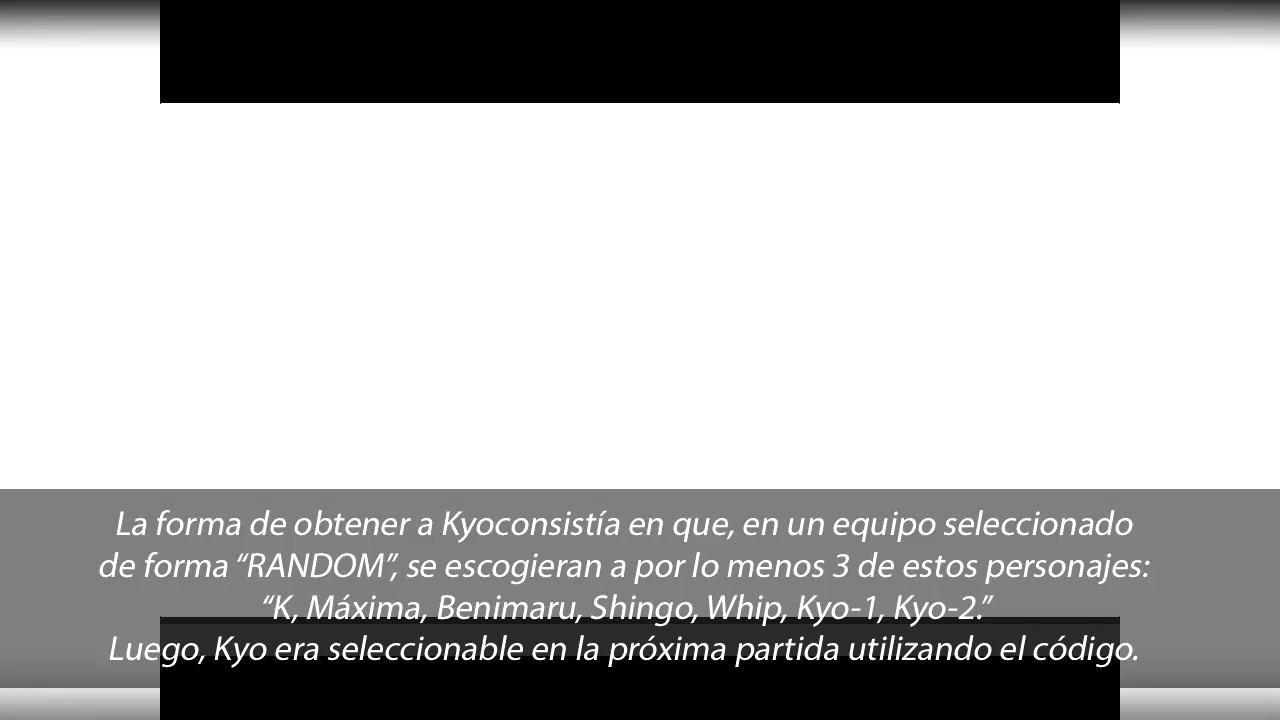 La forma de obtener a Kyoconsistía en que, en un equipo seleccionado
de forma “RANDOM”, se escogieran a por lo menos 3 de estos personajes:
“K, Máxima, Benimaru, Shingo, Whip, Kyo-1, Kyo-2.”
Luego, Kyo era seleccionable en la próxima partida utilizando el código.